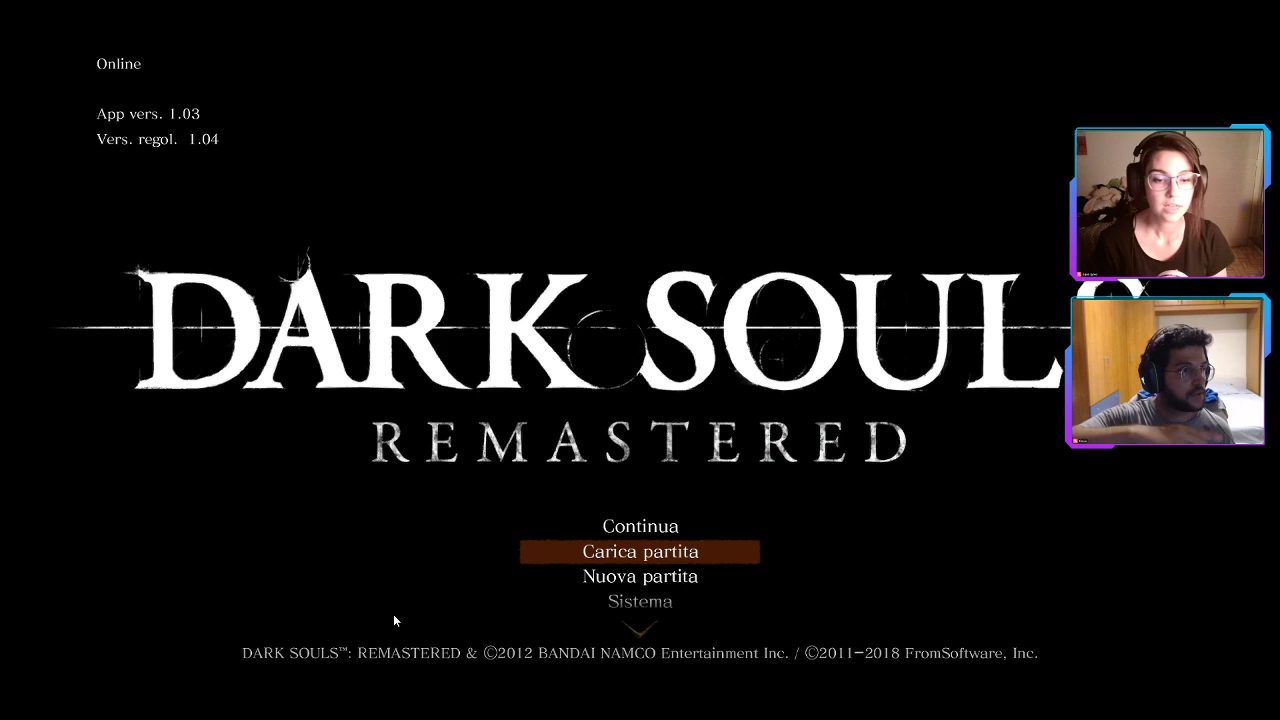 Online
App vers. 1.03
Vers. regol. 1.04
DARK SOULS
REMASTERED
Continua
Carica partita
Nuova partita
Sistema
DARK SOULS™: REMASTERED & ©2012 BANDAI NAMCO Entertainment Inc. / ©2011-2018 FromSoftware, Inc.